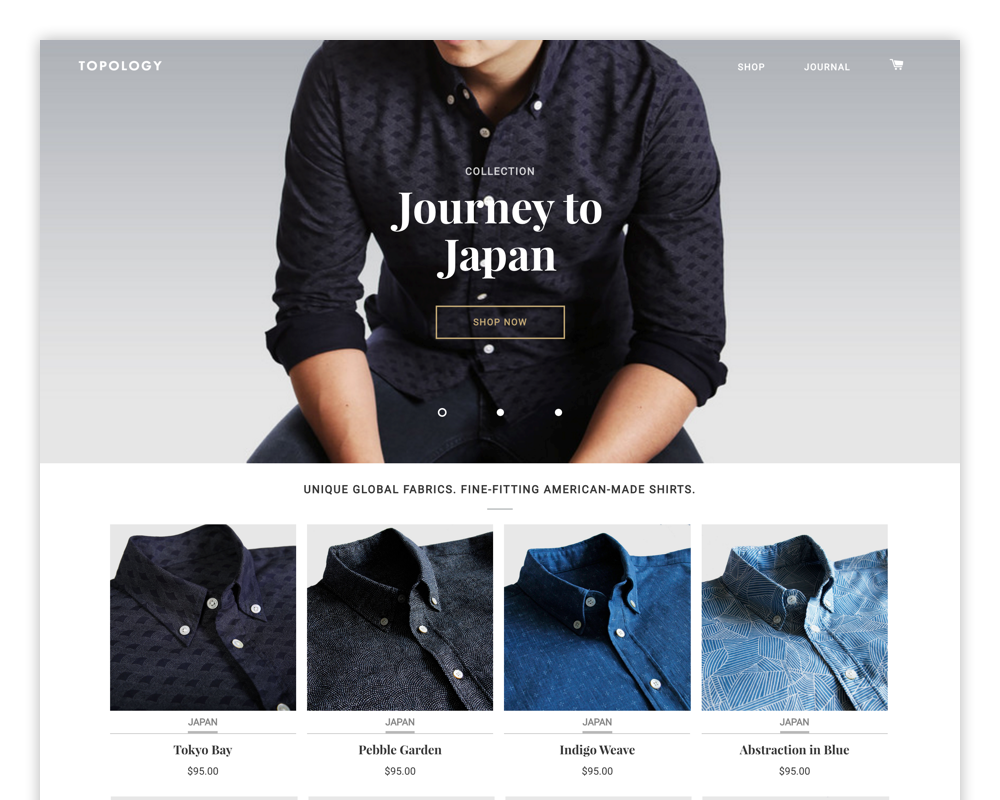 TOPOLOGY
SHOP JOURNAL
COLLECTION
Journey to
Japan
SHOP NOW
UNIQUE GLOBAL FABRICS. FINE-FITTING AMERICAN-MADE SHIRTS.
JAPAN JAPAN JAPAN JAPAN
Tokyo Bay Pebble Garden Indigo Weave Abstraction in Blue
$95.00 $95.00 $95.00 $95.00